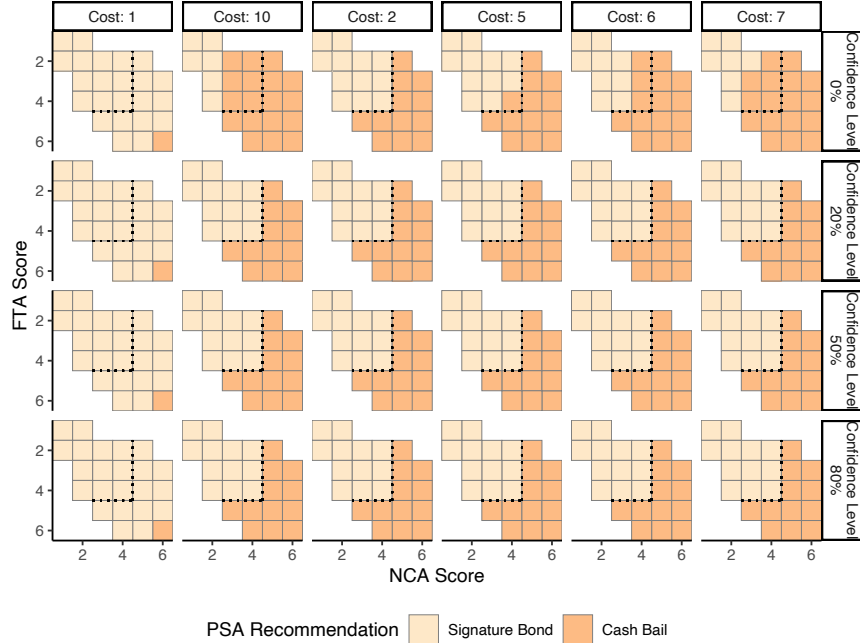 Cost: 1
Cost: 10
Cost: 2
Cost: 5
Cost: 6
Cost: 7
2
4
6
Confidence Level
0%
2
4
6
Confidence Level
20%
2
4
6
Confidence Level
50%
2
4
6
Confidence Level
80%
FTA Score
2 4 6
2 4 6
2 4 6
2 4 6
2 4 6
2 4 6
NCA Score
PSA Recommendation
Signature Bond
Cash Bail